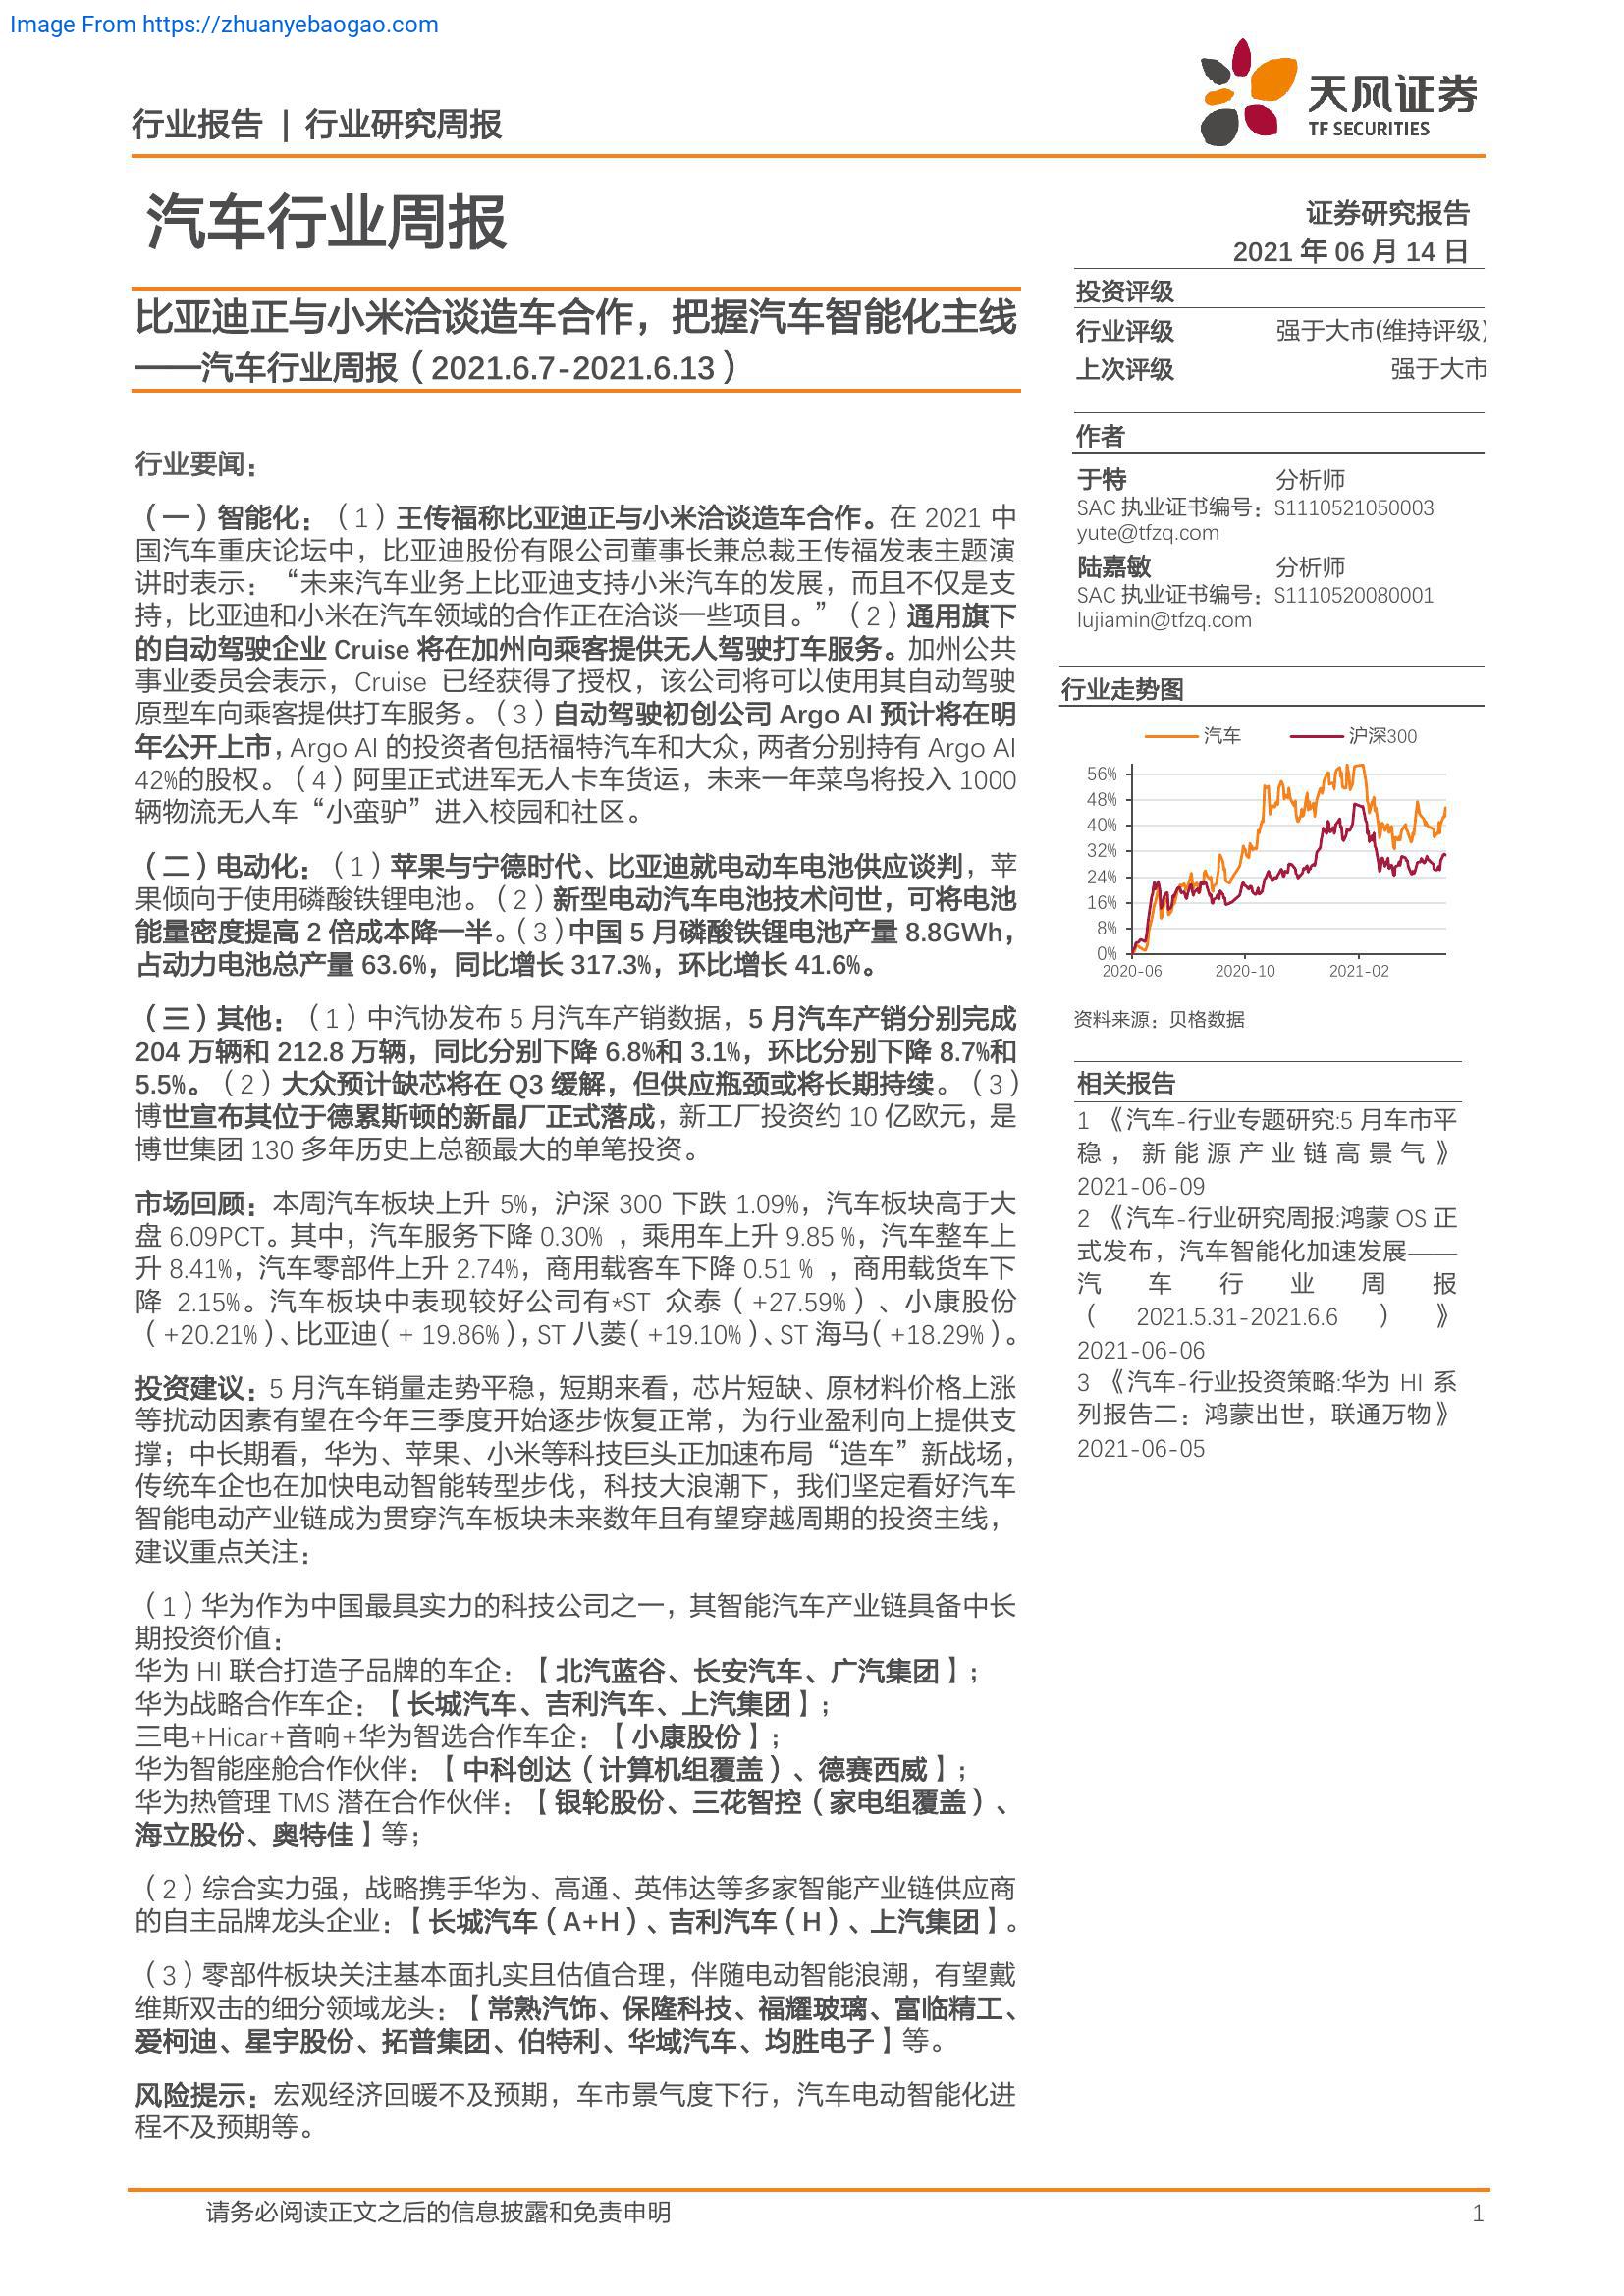 Image From https://zhuanyebaogao.com
行业报告 | 行业研究周报
天风证券
TF SECURITIES
汽车行业周报
证券研究报告
2021 年 06 月 14 日
比亚迪正与小米洽谈造车合作，把握汽车智能化主线
——汽车行业周报（2021.6.7-2021.6.13）
行业要闻：
（一）智能化：（1）王传福称比亚迪正与小米洽谈造车合作。在 2021 中
国汽车重庆论坛中，比亚迪股份有限公司董事长兼总裁王传福发表主题演
讲时表示：“未来汽车业务上比亚迪支持小米汽车的发展，而且不仅是支
持，比亚迪和小米在汽车领域的合作正在洽谈一些项目。”（2）通用旗下
的自动驾驶企业 Cruise 将在加州向乘客提供无人驾驶打车服务。加州公共
事业委员会表示，Cruise 已经获得了授权，该公司将可以使用其自动驾驶
原型车向乘客提供打车服务。（3）自动驾驶初创公司 Argo AI 预计将在明
年公开上市，Argo AI 的投资者包括福特汽车和大众，两者分别持有 Argo AI
42%的股权。（4）阿里正式进军无人卡车货运，未来一年菜鸟将投入 1000
辆物流无人车“小蛮驴”进入校园和社区。
（二）电动化：（1）苹果与宁德时代、比亚迪就电动车电池供应谈判，苹
果倾向于使用磷酸铁锂电池。（2）新型电动汽车电池技术问世，可将电池
能量密度提高 2 倍成本降一半。（3）中国 5 月磷酸铁锂电池产量 8.8GWh，
占动力电池总产量 63.6%，同比增长 317.3%，环比增长 41.6%。
（三）其他：（1）中汽协发布 5 月汽车产销数据，5 月汽车产销分别完成
204 万辆和 212.8 万辆，同比分别下降 6.8%和 3.1%，环比分别下降 8.7%和
5.5%。（2）大众预计缺芯将在 Q3 缓解，但供应瓶颈或将长期持续。（3）
博世宣布其位于德累斯顿的新晶厂正式落成，新工厂投资约 10 亿欧元，是
博世集团 130 多年历史上总额最大的单笔投资。
市场回顾：本周汽车板块上升 5%，沪深 300 下跌 1.09%，汽车板块高于大
盘 6.09PCT。其中，汽车服务下降 0.30% ，乘用车上升 9.85 %，汽车整车上
升 8.41%，汽车零部件上升 2.74%，商用载客车下降 0.51 % ，商用载货车下
降 2.15%。汽车板块中表现较好公司有*ST 众泰（+27.59%）、小康股份
（+20.21%）、比亚迪（+ 19.86%），ST 八菱（+19.10%）、ST 海马（+18.29%）。
投资建议：5 月汽车销量走势平稳，短期来看，芯片短缺、原材料价格上涨
等扰动因素有望在今年三季度开始逐步恢复正常，为行业盈利向上提供支
撑；中长期看，华为、苹果、小米等科技巨头正加速布局“造车”新战场，
传统车企也在加快电动智能转型步伐，科技大浪潮下，我们坚定看好汽车
智能电动产业链成为贯穿汽车板块未来数年且有望穿越周期的投资主线，
建议重点关注：
（1）华为作为中国最具实力的科技公司之一，其智能汽车产业链具备中长
期投资价值：
华为 HI 联合打造子品牌的车企：【北汽蓝谷、长安汽车、广汽集团】；
华为战略合作车企：【长城汽车、吉利汽车、上汽集团】；
三电+Hicar+音响+华为智选合作车企：【小康股份】；
华为智能座舱合作伙伴：【中科创达（计算机组覆盖）、德赛西威】；
华为热管理 TMS 潜在合作伙伴：【银轮股份、三花智控（家电组覆盖）、
海立股份、奥特佳】等；
（2）综合实力强，战略携手华为、高通、英伟达等多家智能产业链供应商
的自主品牌龙头企业：【长城汽车（A+H）、吉利汽车（H）、上汽集团】。
（3）零部件板块关注基本面扎实且估值合理，伴随电动智能浪潮，有望戴
维斯双击的细分领域龙头：【常熟汽饰、保隆科技、福耀玻璃、富临精工、
爱柯迪、星宇股份、拓普集团、伯特利、华域汽车、均胜电子】等。
风险提示：宏观经济回暖不及预期，车市景气度下行，汽车电动智能化进
程不及预期等。
投资评级
行业评级 强于大市(维持评级)
上次评级 强于大市
作者
于特 分析师
SAC 执业证书编号：S1110521050003
yute@tfzq.com
陆嘉敏 分析师
SAC 执业证书编号：S1110520080001
lujiamin@tfzq.com
行业走势图
汽车 沪深300
56%
48%
40%
32%
24%
16%
8%
0%
2020-06 2020-10 2021-02
资料来源：贝格数据
相关报告
1 《汽车-行业专题研究:5 月车市平
稳，新能源产业链高景气》
2021-06-09
2 《汽车-行业研究周报:鸿蒙 OS 正
式发布，汽车智能化加速发展——
汽车行业周报
（2021.5.31-2021.6.6）》
2021-06-06
3 《汽车-行业投资策略:华为 HI 系
列报告二：鸿蒙出世，联通万物》
2021-06-05
请务必阅读正文之后的信息披露和免责申明 1